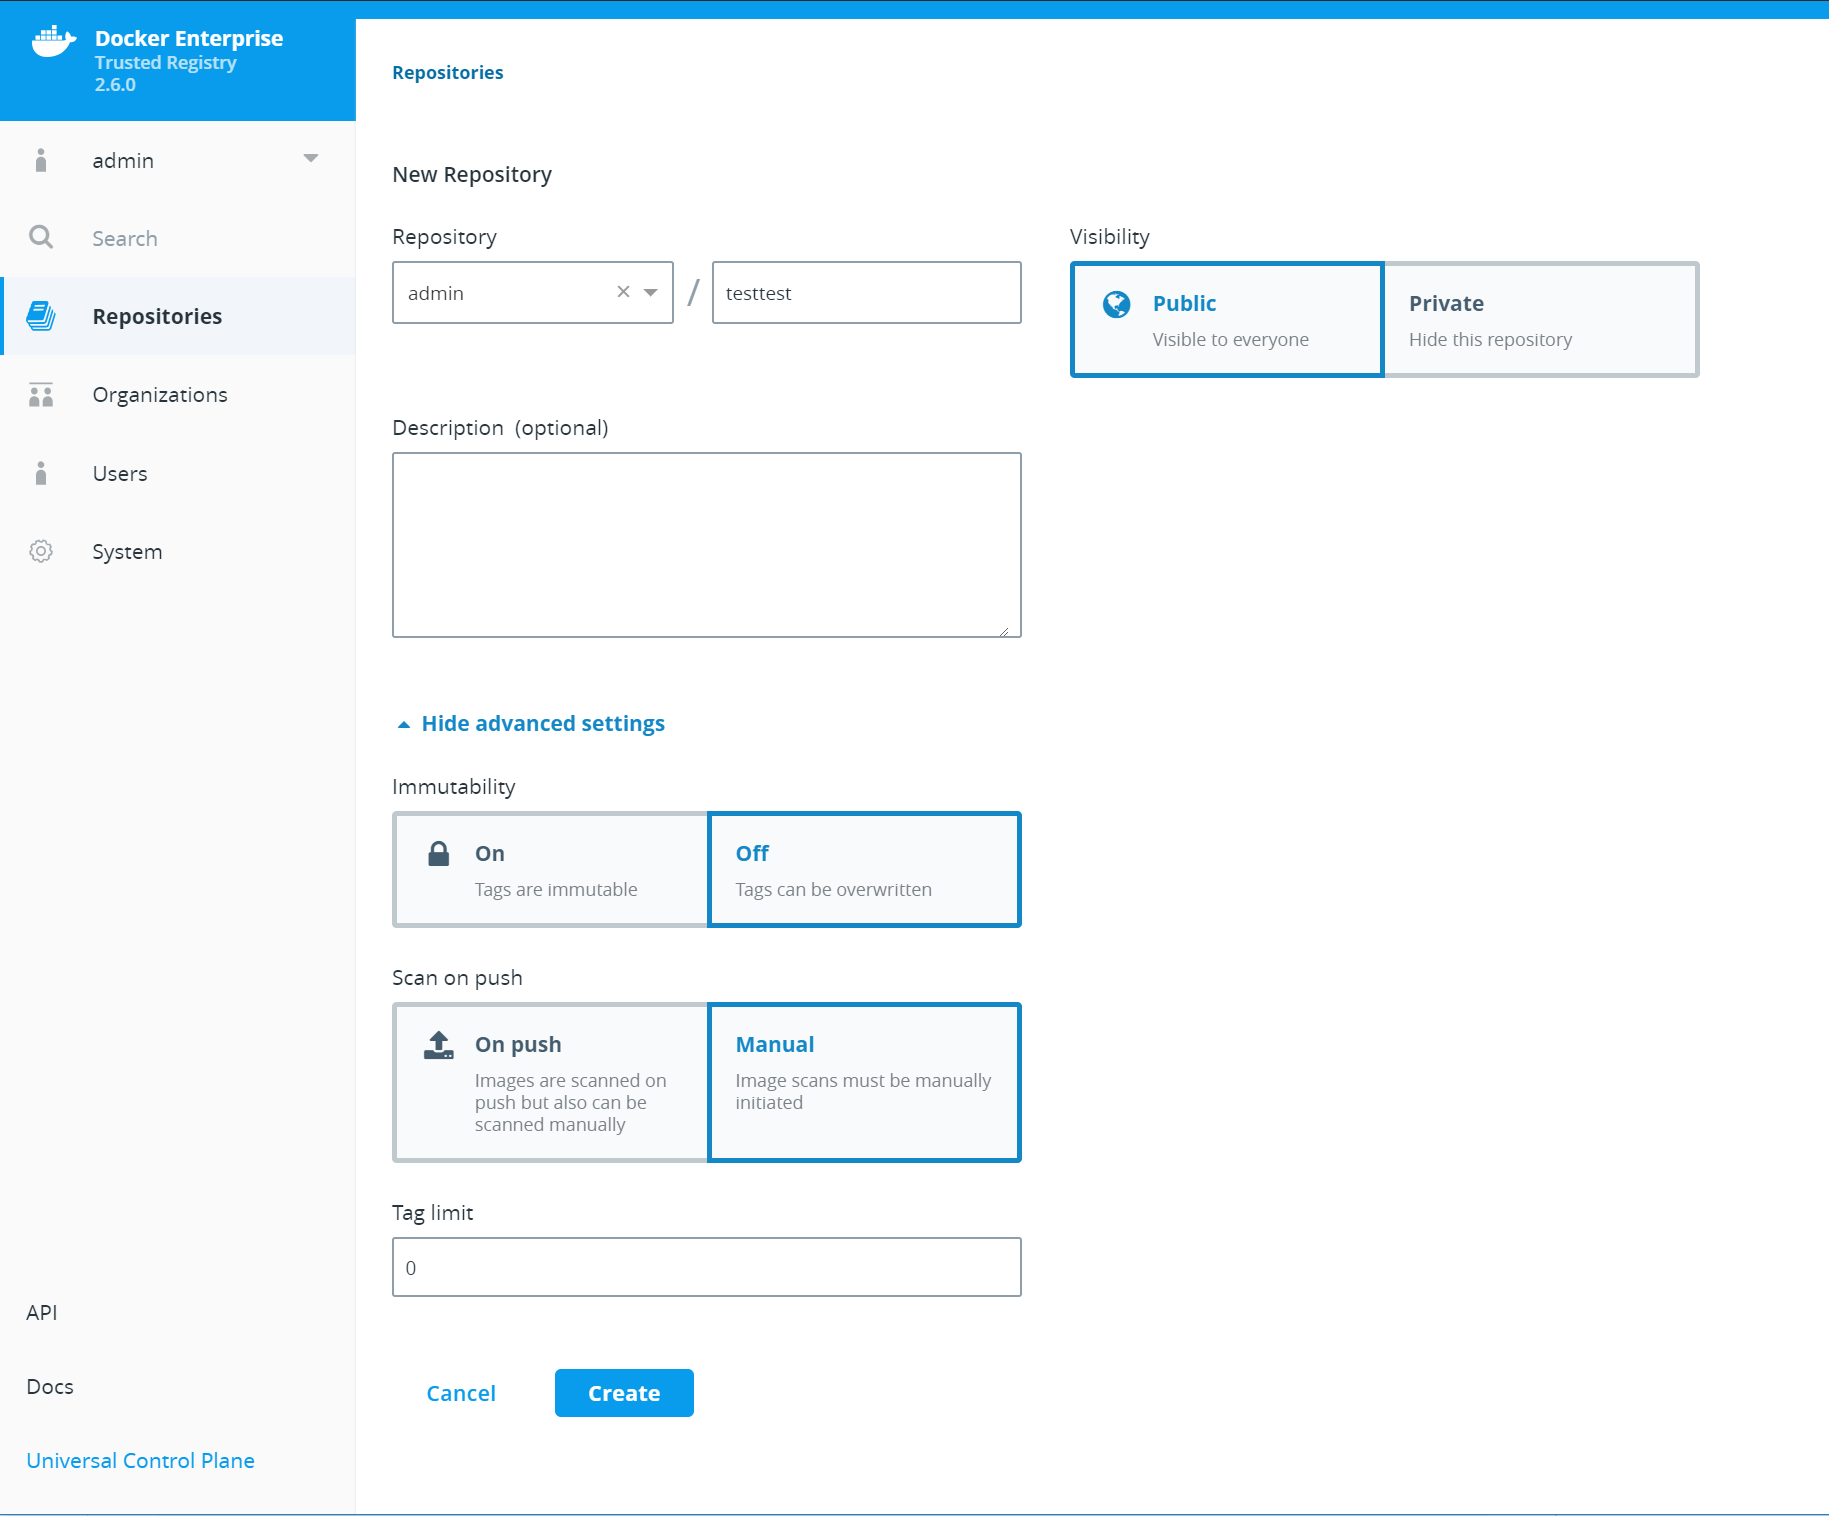 Docker Enterprise
Trusted Registry
2.6.0
admin
Search
Repositories
Organizations
Users
System
API
Docs
Universal Control Plane
Repositories
New Repository
Repository
admin / testtest
Visibility
Public
Visible to everyone
Private
Hide this repository
Description (optional)
Hide advanced settings
Immutability
On
Tags are immutable
Off
Tags can be overwritten
Scan on push
On push
Images are scanned on
push but also can be
scanned manually
Manual
Image scans must be manually
initiated
Tag limit
0
Cancel
Create